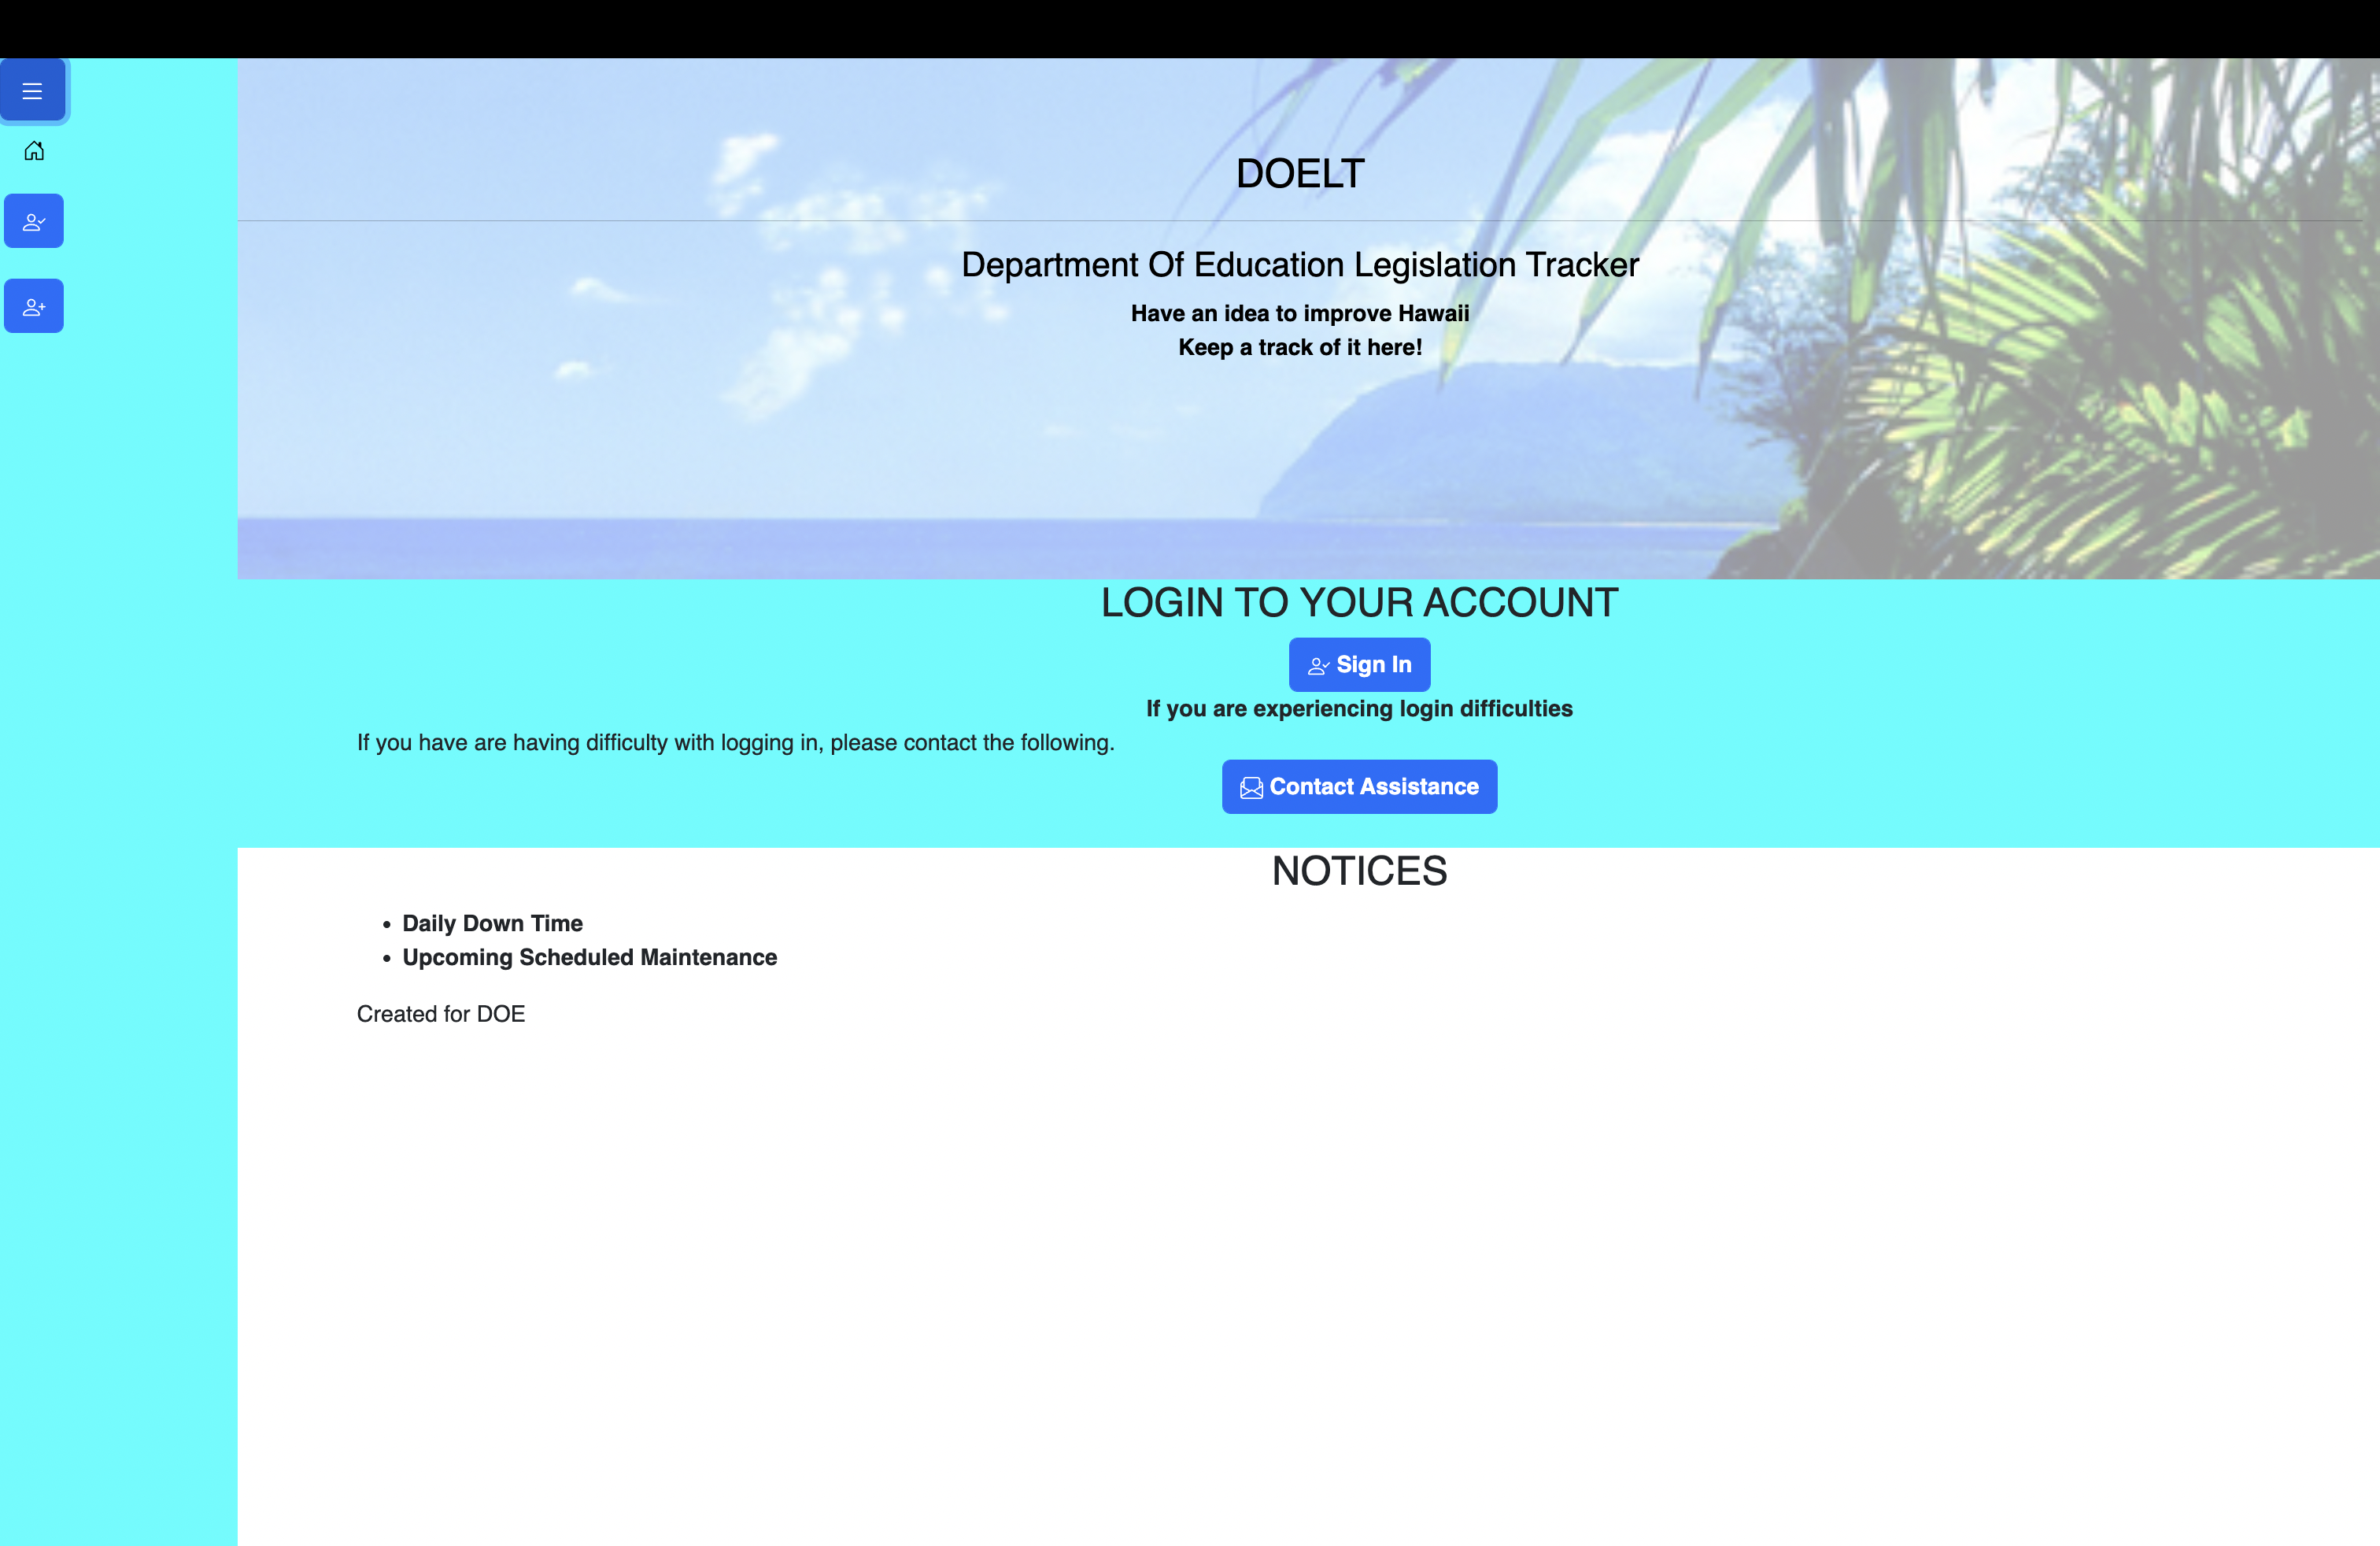 DOELT
Department Of Education Legislation Tracker
Have an idea to improve Hawaii
Keep a track of it here!
LOGIN TO YOUR ACCOUNT
Sign In
If you are experiencing login difficulties
If you have are having difficulty with logging in, please contact the following.
Contact Assistance
NOTICES
• Daily Down Time
• Upcoming Scheduled Maintenance
Created for DOE